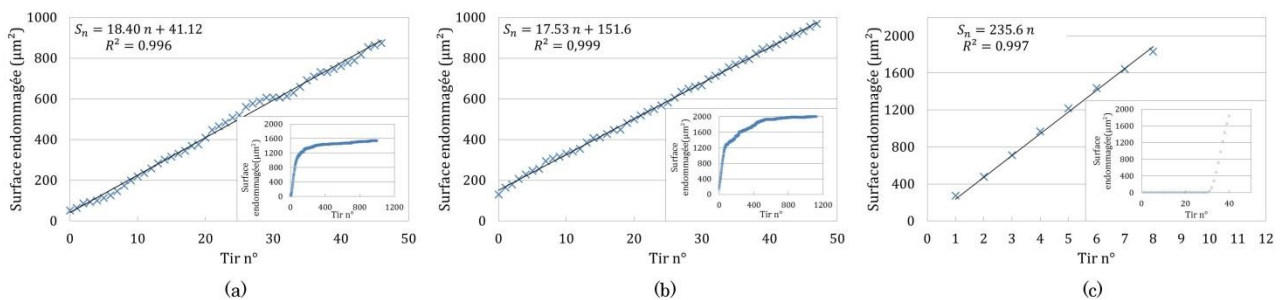 S_n = 18.40 n + 41.12
R² = 0.996
Surface endommagée (µm²)
1000
800
600
400
200
0
0 10 20 30 40 50
Tir n°
Surface
endommagée(µm²)
2000
1600
1200
800
400
0
0 400 800 1200
Tir n°
(a)
S_n = 17.53 n + 151.6
R² = 0,999
Surface endommagée (µm²)
1000
800
600
400
200
0
0 10 20 30 40 50
Tir n°
Surface
endommagée(µm²)
2000
1600
1200
800
400
0
0 400 800 1200
Tir n°
(b)
S_n = 235.6 n
R² = 0.997
Surface endommagée (µm²)
2000
1600
1200
800
400
0
0 1 2 3 4 5 6 7 8 9 10 11 12
Tir n°
Surface
endommagée(µm²)
2000
1600
1200
800
400
0
0 20 40
Tir n°
(c)